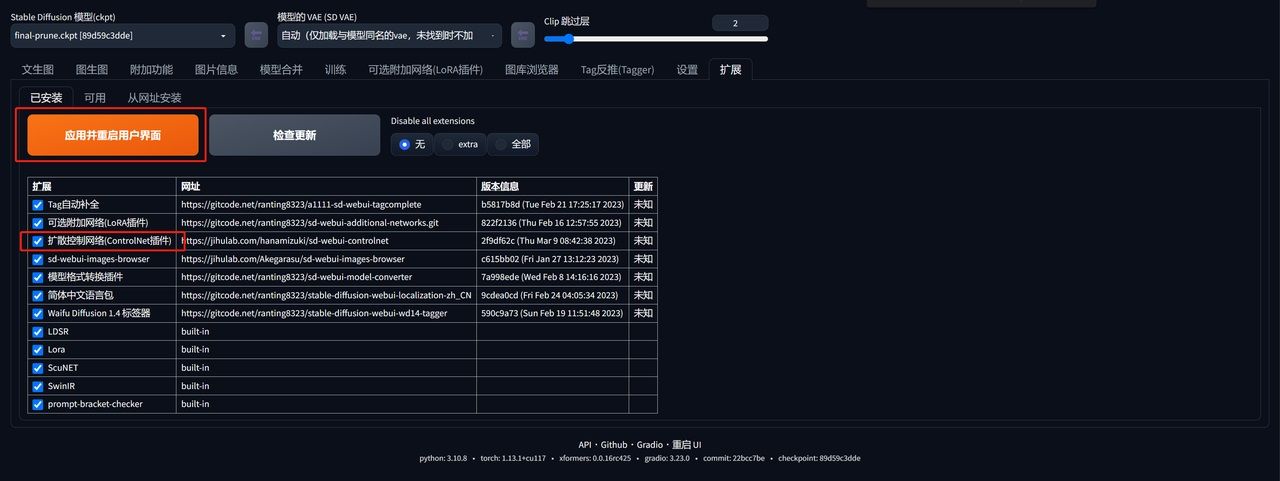 Stable Diffusion 模型(ckpt) 模型的 VAE (SD VAE) Clip 跳过层 2
final-prune.ckpt [89d59c3dde] 自动（仅加载与模型同名的vae，未找到时不加
文生图 图生图 附加功能 图片信息 模型合并 训练 可选附加网络(LoRA插件) 图库浏览器 Tag反推(Tagger) 设置 扩展
已安装 可用 从网址安装
应用并重启用户界面 检查更新 Disable all extensions
无 extra 全部
扩展 网址 版本信息 更新
Tag自动补全 https://gitcode.net/ranting8323/a1111-sd-webui-tagcomplete b5817b8d (Tue Feb 21 17:25:17 2023) 未知
可选附加网络(LoRA插件) https://gitcode.net/ranting8323/sd-webui-additional-networks.git 822f2136 (Thu Feb 16 12:57:55 2023) 未知
扩散控制网络(ControlNet插件) https://jihulab.com/hanamizuki/sd-webui-controlnet 2f9df62c (Thu Mar 9 08:42:38 2023) 未知
sd-webui-images-browser https://jihulab.com/Akegarasu/sd-webui-images-browser c615bb02 (Fri Jan 27 13:12:23 2023) 未知
模型格式转换插件 https://gitcode.net/ranting8323/sd-webui-model-converter 7a998ede (Wed Feb 8 14:16:16 2023) 未知
简体中文语言包 https://gitcode.net/ranting8323/stable-diffusion-webui-localization-zh_CN 9cdea0cd (Fri Feb 24 04:05:34 2023) 未知
Waifu Diffusion 1.4 标签器 https://gitcode.net/ranting8323/stable-diffusion-webui-wd14-tagger 590c9a73 (Sun Feb 19 11:51:48 2023) 未知
LDSR built-in
Lora built-in
ScuNET built-in
SwinIR built-in
prompt-bracket-checker built-in
API • Github • Gradio • 重启 UI
python: 3.10.8 • torch: 1.13.1+cu117 • xformers: 0.0.16rc425 • gradio: 3.23.0 • commit: 22bcc7be • checkpoint: 89d59c3dde